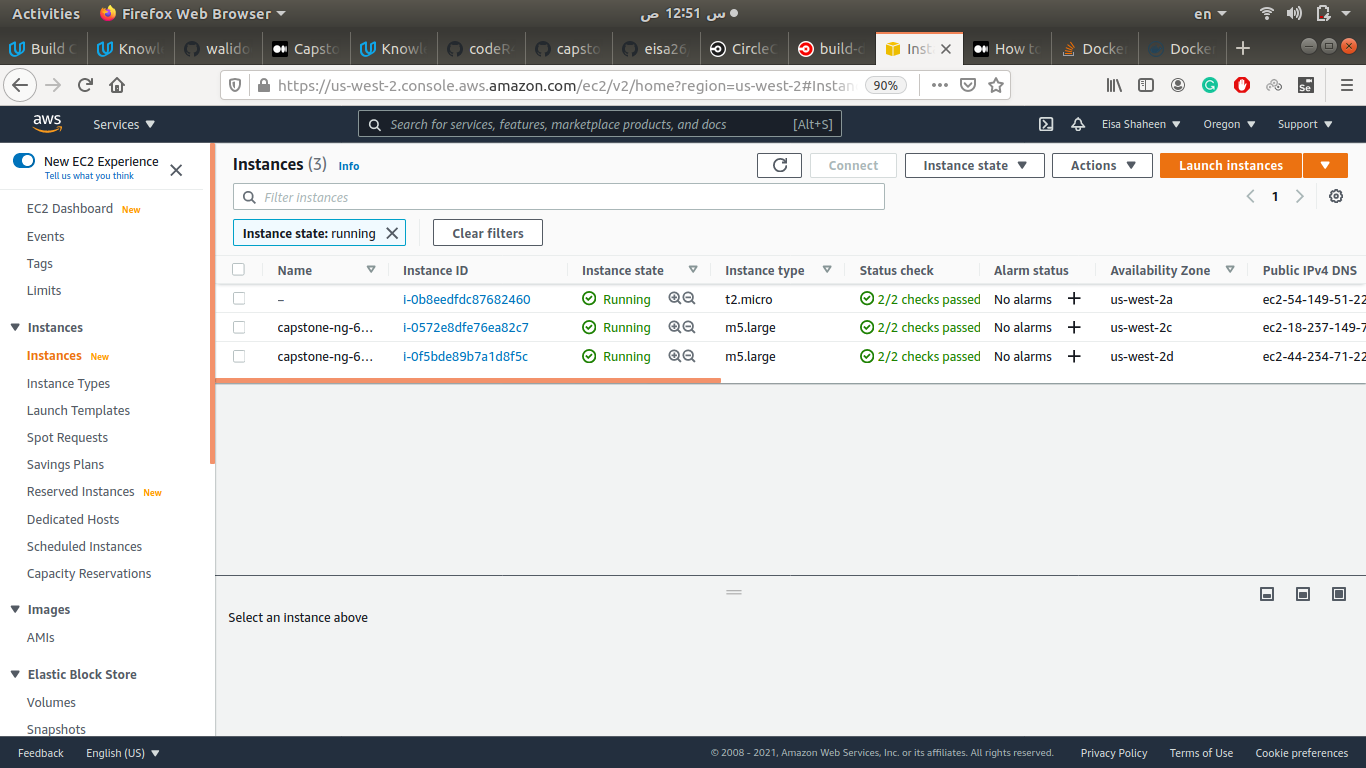 Activities Firefox Web Browser en
س 12:51 ص
Build C Knowl walido Capsto Knowl codeR- capsto eisa26 CircleC build-d Inst How to Docke Docke
https://us-west-2.console.aws.amazon.com/ec2/v2/home?region=us-west-2#Instan 90%
aws Services Search for services, features, marketplace products, and docs [Alt+S] Eisa Shaheen Oregon Support
New EC2 Experience
Tell us what you think
EC2 Dashboard New
Events
Tags
Limits
Instances
Instances New
Instance Types
Launch Templates
Spot Requests
Savings Plans
Reserved Instances New
Dedicated Hosts
Scheduled Instances
Capacity Reservations
Images
AMIs
Elastic Block Store
Volumes
Snapshots
Instances (3) Info Connect Instance state Actions Launch instances
Filter instances 1
Instance state: running Clear filters
Name Instance ID Instance state Instance type Status check Alarm status Availability Zone Public IPv4 DNS
– i-0b8eedfdc87682460 Running t2.micro 2/2 checks passed No alarms us-west-2a ec2-54-149-51-22
capstone-ng-6... i-0572e8dfe76ea82c7 Running m5.large 2/2 checks passed No alarms us-west-2c ec2-18-237-149-7
capstone-ng-6... i-0f5bde89b7a1d8f5c Running m5.large 2/2 checks passed No alarms us-west-2d ec2-44-234-71-22
Select an instance above
Feedback English (US) © 2008 - 2021, Amazon Web Services, Inc. or its affiliates. All rights reserved. Privacy Policy Terms of Use Cookie preferences